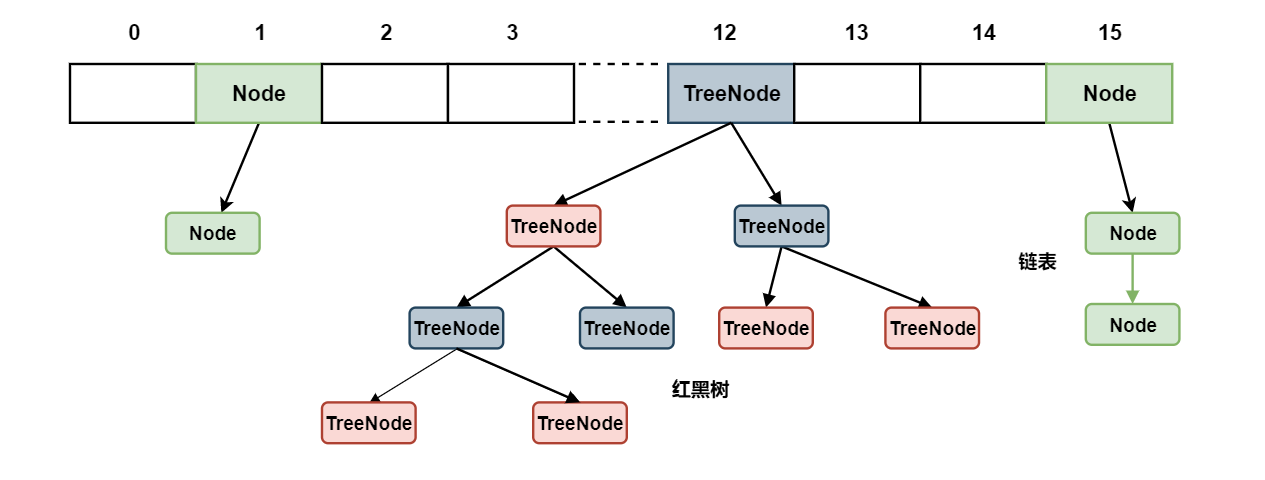 0 1 2 3 12 13 14 15
Node TreeNode Node
TreeNode TreeNode
Node Node
链表
TreeNode TreeNode TreeNode TreeNode Node
红黑树
TreeNode TreeNode